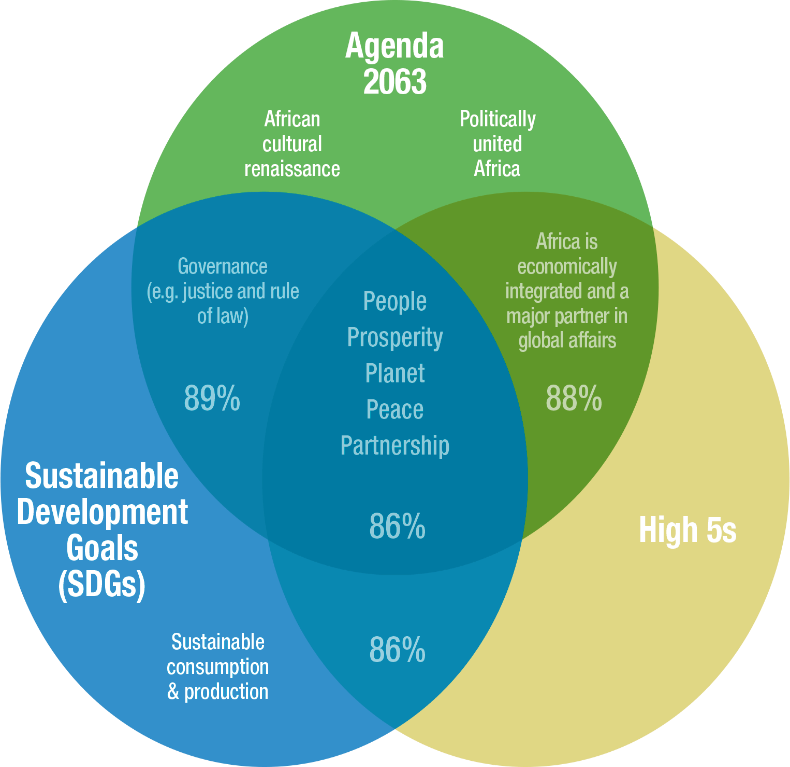 Agenda
2063
African
cultural
renaissance
Politically
united
Africa
Governance
(e.g. justice and rule
of law)
89%
People
Prosperity
Planet
Peace
Partnership
86%
Africa is
economically
integrated and a
major partner in
global affairs
88%
Sustainable
Development
Goals
(SDGs)
High 5s
Sustainable
consumption
& production
86%